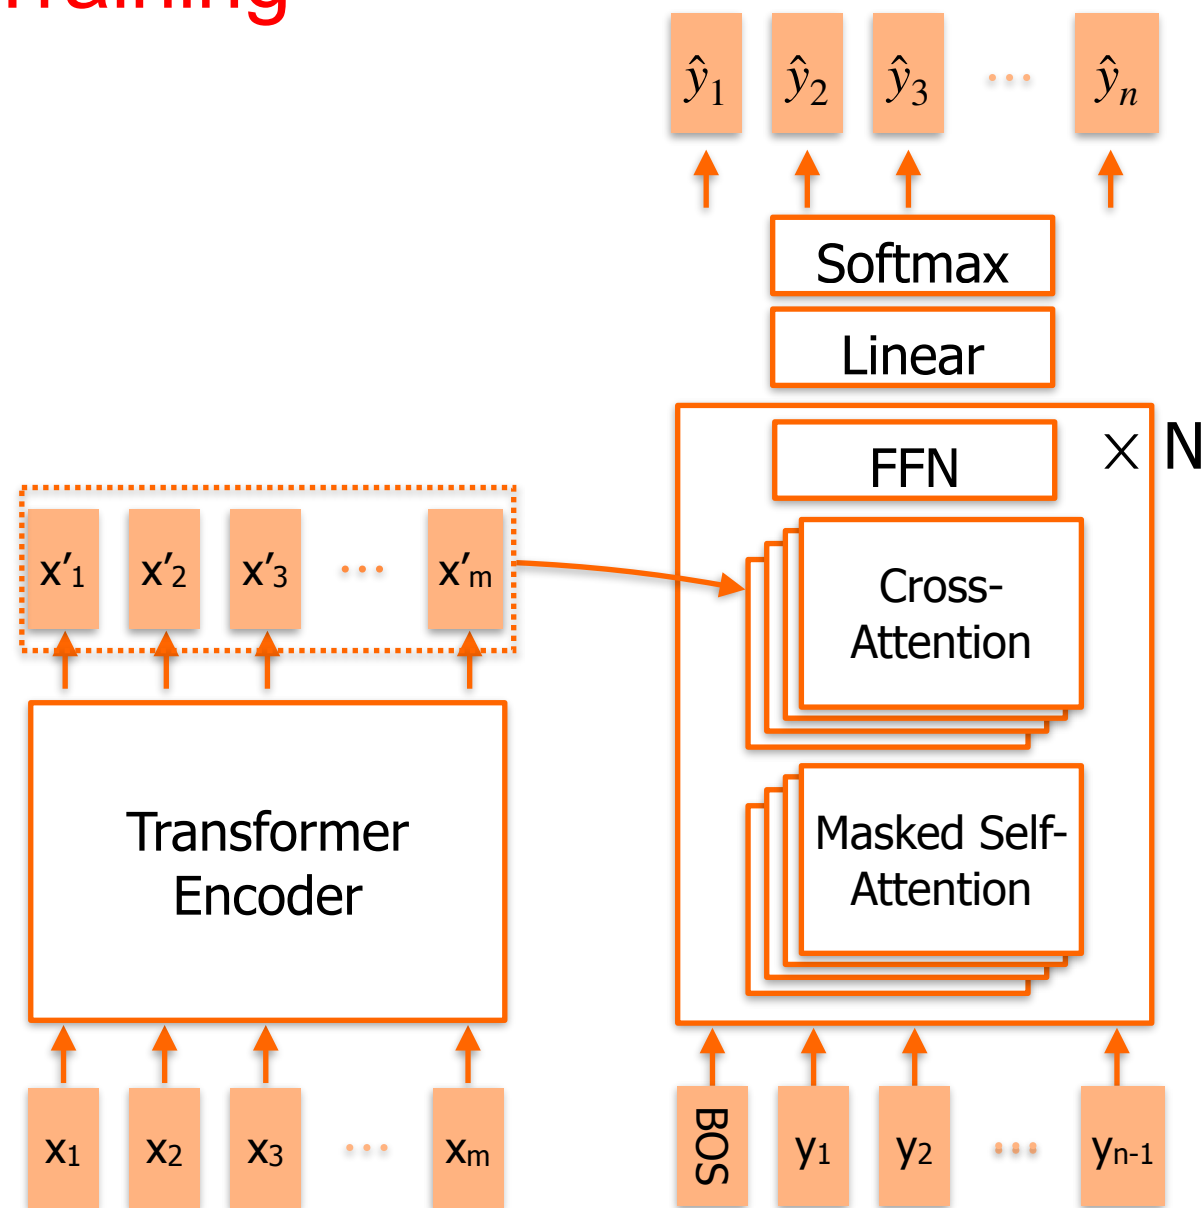 Training
ŷ1 ŷ2 ŷ3 ... ŷn
Softmax
Linear
FFN
× N
x′1 x′2 x′3 ... x′m
Cross-
Attention
Transformer
Encoder
Masked Self-
Attention
x1 x2 x3 ... xm
BOS y1 y2 ... yn-1